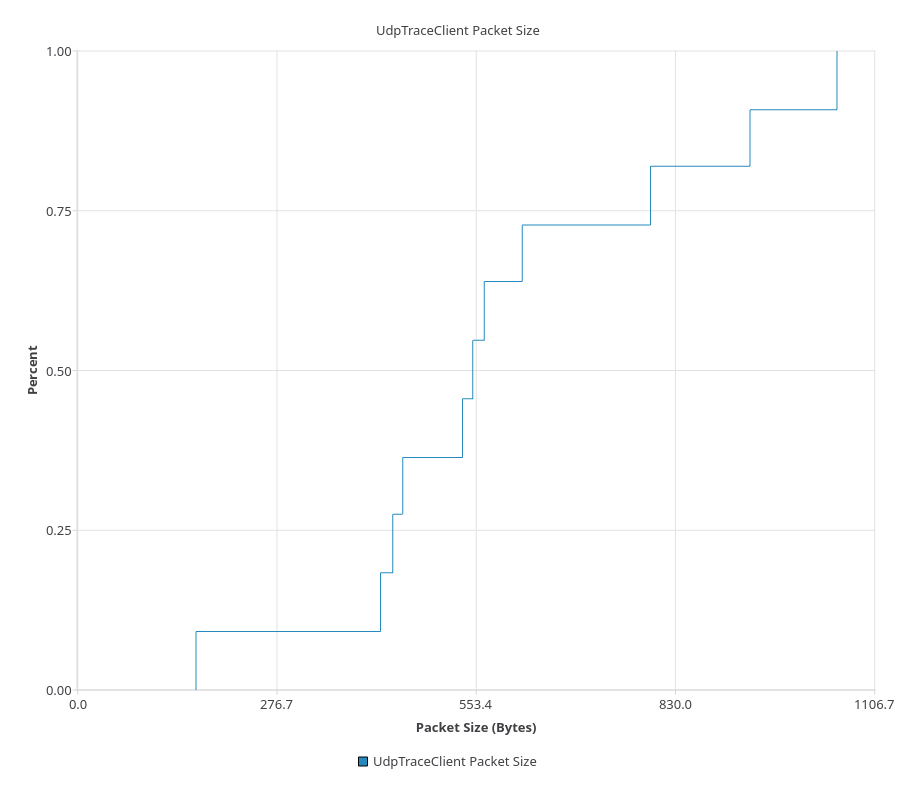 UdpTraceClient Packet Size
1.00
0.75
0.50
0.25
0.00
Percent
0.0 276.7 553.4 830.0 1106.7
Packet Size (Bytes)
UdpTraceClient Packet Size